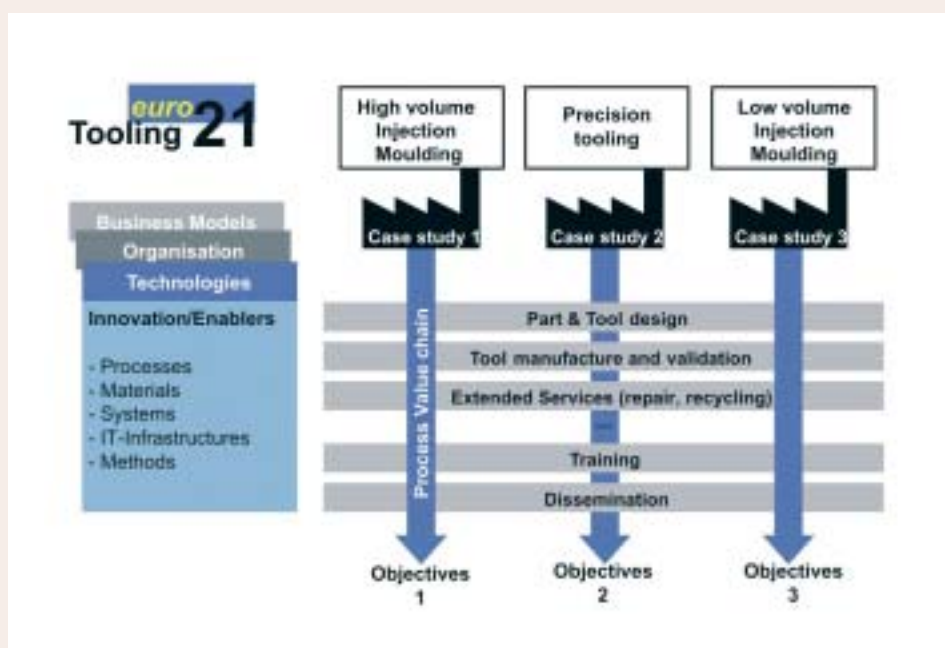 euro
Tooling 21
High volume
Injection
Moulding
Precision
tooling
Low volume
Injection
Moulding
Case study 1
Case study 2
Case study 3
Business Models
Organisation
Technologies
Innovation/Enablers
- Processes
- Materials
- Systems
- IT-Infrastructures
- Methods
Process Value chain
Part & Tool design
Tool manufacture and validation
Extended Services (repair, recycling)
...
Training
Dissemination
Objectives
1
Objectives
2
Objectives
3